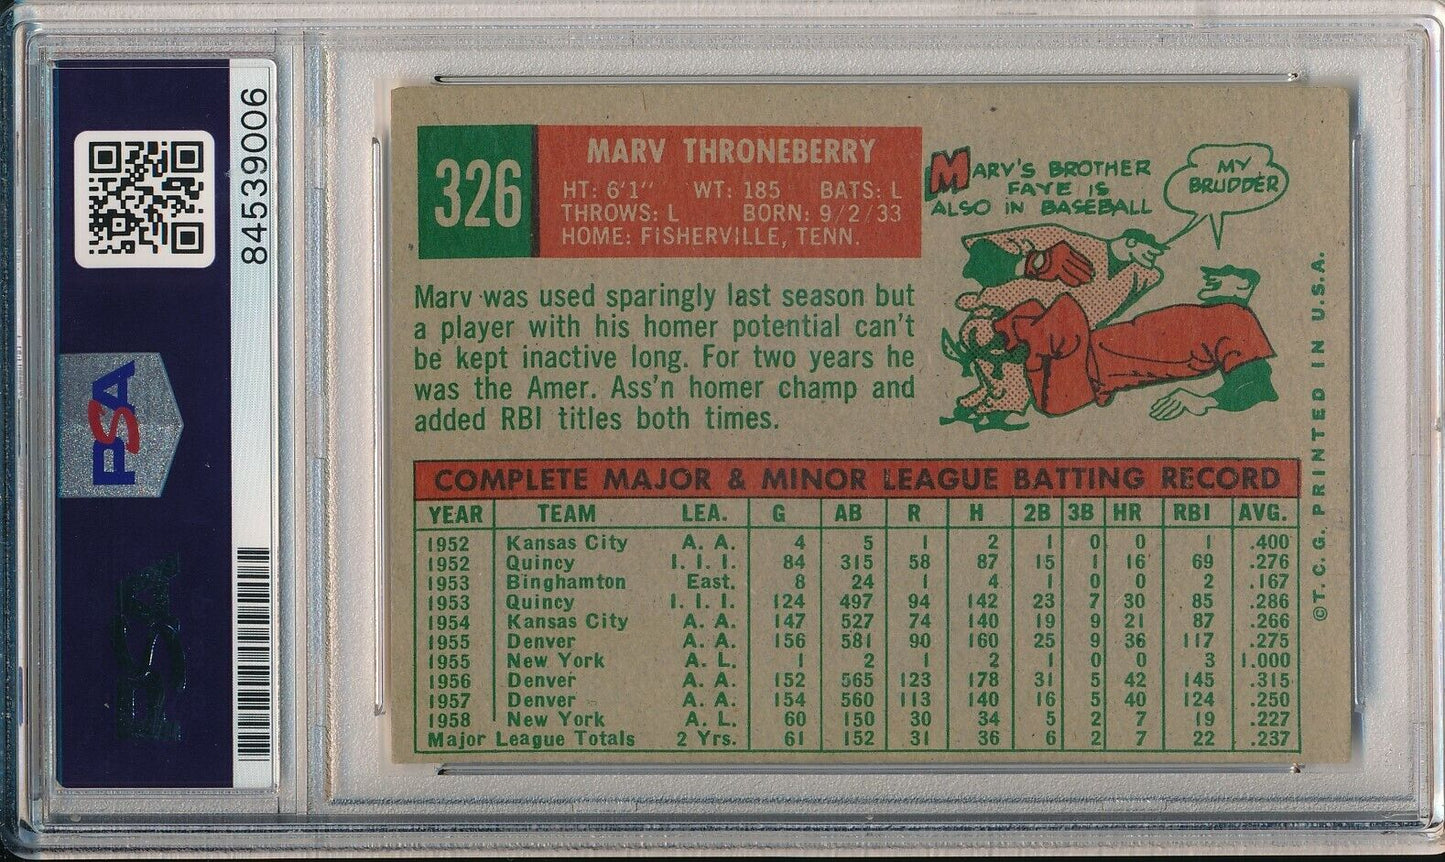 84539006
PSA
PSA
326
MARV THRONEBERRY
HT: 6'1" WT: 185 BATS: L
THROWS: L BORN: 9/2/33
HOME: FISHERVILLE, TENN.
MARV'S BROTHER
FAYE IS
ALSO IN BASEBALL
MY
BRUDDER
Marv was used sparingly last season but
a player with his homer potential can't
be kept inactive long. For two years he
was the Amer. Ass'n homer champ and
added RBI titles both times.
COMPLETE MAJOR & MINOR LEAGUE BATTING RECORD
YEAR TEAM LEA. G AB R H 2B 3B HR RBI AVG.
1952 Kansas City A. A. 4 5 1 2 1 0 0 1 .400
1952 Quincy I. I. I. 84 315 58 87 15 1 16 69 .276
1953 Binghamton East. 8 24 1 4 1 0 0 2 .167
1953 Quincy I. I. I. 124 497 94 142 23 7 30 85 .286
1954 Kansas City A. A. 147 527 74 140 19 9 21 87 .266
1955 Denver A. A. 156 581 90 160 25 9 36 117 .275
1955 New York A. L. 1 2 1 2 1 0 0 3 1.000
1956 Denver A. A. 152 565 123 178 31 5 42 145 .315
1957 Denver A. A. 154 560 113 140 16 5 40 124 .250
1958 New York A. L. 60 150 30 34 5 2 7 19 .227
Major League Totals 2 Yrs. 61 152 31 36 6 2 7 22 .237
©T.C.G. PRINTED IN U.S.A.